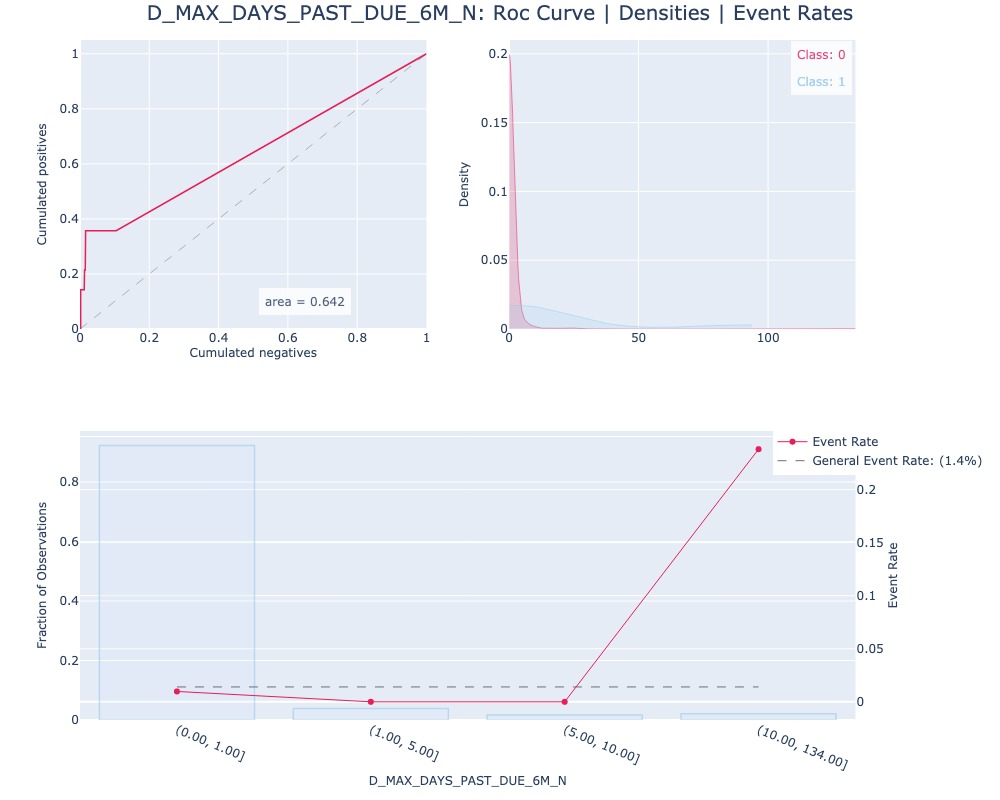 D_MAX_DAYS_PAST_DUE_6M_N: Roc Curve | Densities | Event Rates
1
0.8
0.6
0.4
0.2
0
Cumulated positives
area = 0.642
0
0.2
0.4
0.6
0.8
1
Cumulated negatives
0.2
0.15
0.1
0.05
0
Density
Class: 0
Class: 1
0
50
100
Event Rate
General Event Rate: (1.4%)
0.8
0.6
0.4
0.2
0
Fraction of Observations
0.2
0.15
0.1
0.05
0
Event Rate
(0.00, 1.00]
(1.00, 5.00]
(5.00, 10.00]
(10.00, 134.00]
D_MAX_DAYS_PAST_DUE_6M_N